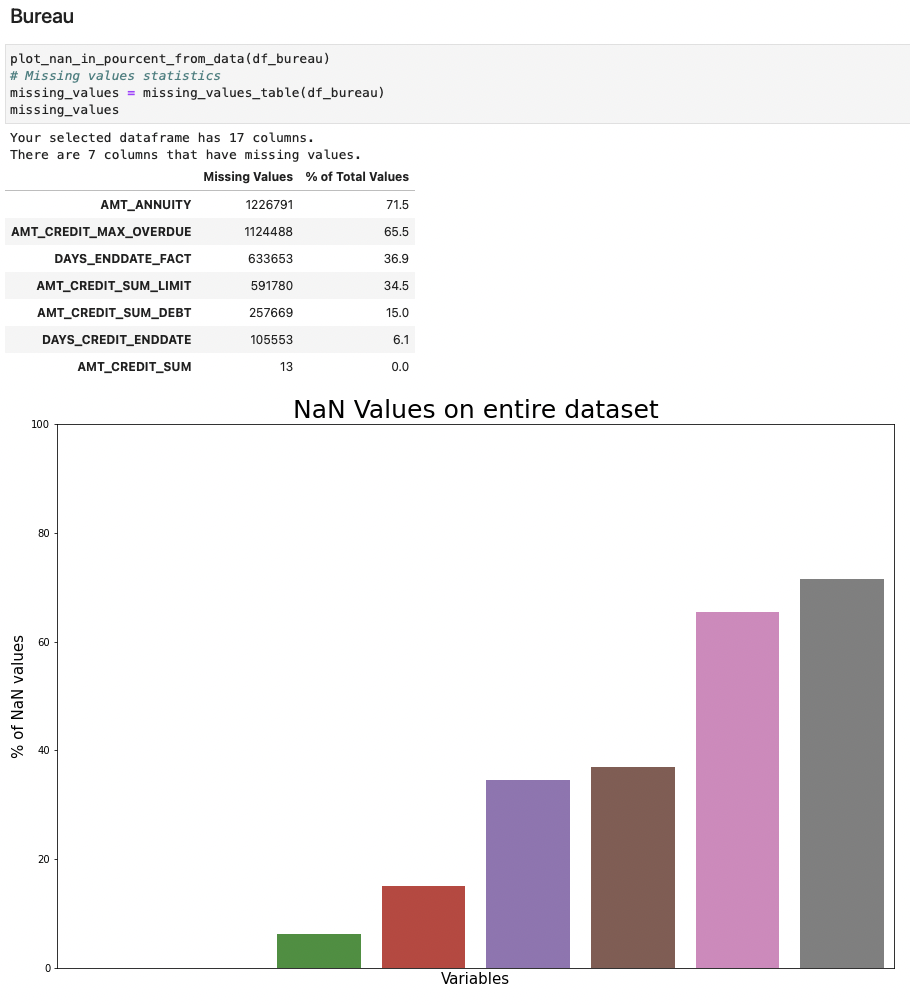 Bureau
plot_nan_in_pourcent_from_data(df_bureau)
# Missing values statistics
missing_values = missing_values_table(df_bureau)
missing_values
Your selected dataframe has 17 columns.
There are 7 columns that have missing values.
Missing Values % of Total Values
AMT_ANNUITY 1226791 71.5
AMT_CREDIT_MAX_OVERDUE 1124488 65.5
DAYS_ENDDATE_FACT 633653 36.9
AMT_CREDIT_SUM_LIMIT 591780 34.5
AMT_CREDIT_SUM_DEBT 257669 15.0
DAYS_CREDIT_ENDDATE 105553 6.1
AMT_CREDIT_SUM 13 0.0
NaN Values on entire dataset
100
80
60
40
20
0
% of NaN values
Variables